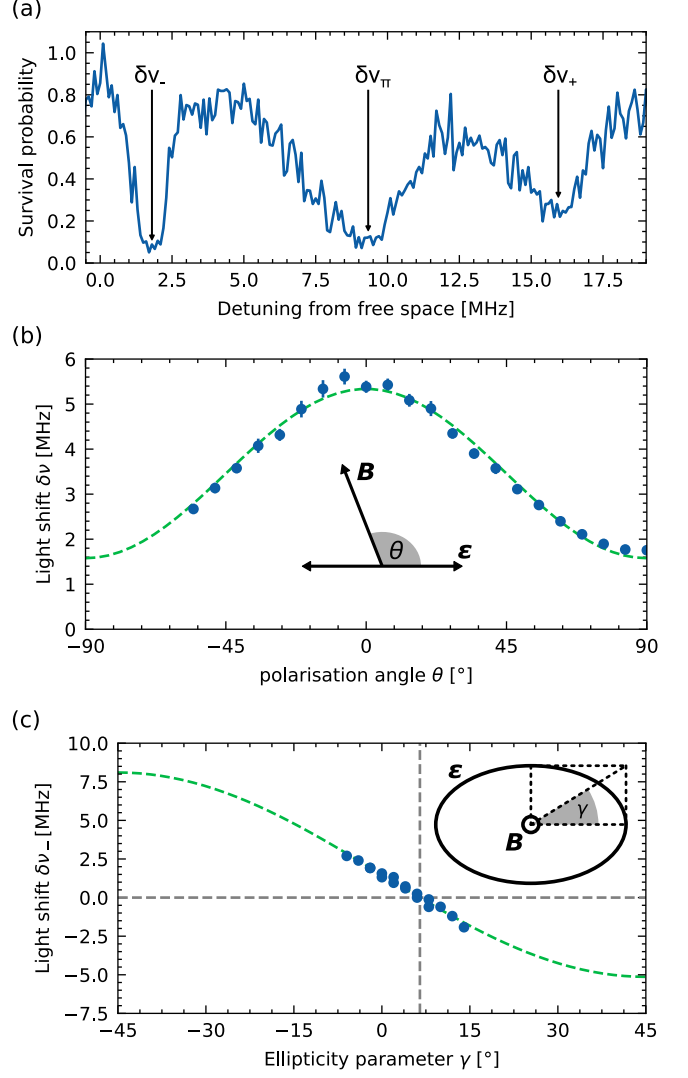 (a)
δν₋
δν_π
δν₊
1.0
0.8
0.6
0.4
0.2
0.0
Survival probability
0.0 2.5 5.0 7.5 10.0 12.5 15.0 17.5
Detuning from free space [MHz]
(b)
6
5
4
3
2
1
0
Light shift δν [MHz]
B
θ
ε
−90 −45 0 45 90
polarisation angle θ [°]
(c)
10.0
7.5
5.0
2.5
0.0
−2.5
−5.0
−7.5
Light shift δν₋ [MHz]
ε
γ
B
−45 −30 −15 0 15 30 45
Ellipticity parameter γ [°]